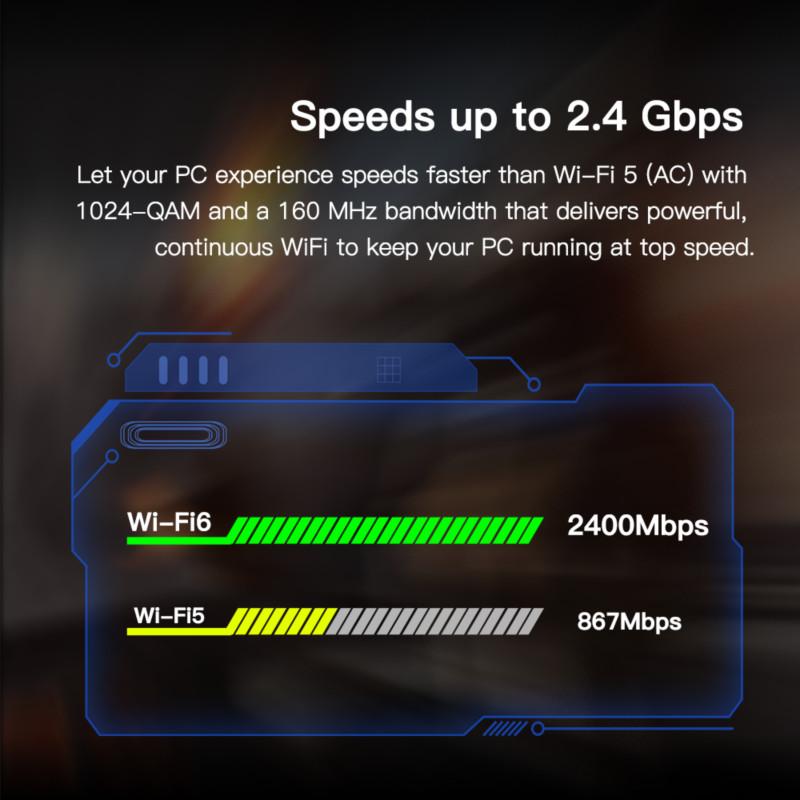 Speeds up to 2.4 Gbps
Let your PC experience speeds faster than Wi-Fi 5 (AC) with
1024-QAM and a 160 MHz bandwidth that delivers powerful,
continuous WiFi to keep your PC running at top speed.
Wi-Fi6 2400Mbps
Wi-Fi5 867Mbps